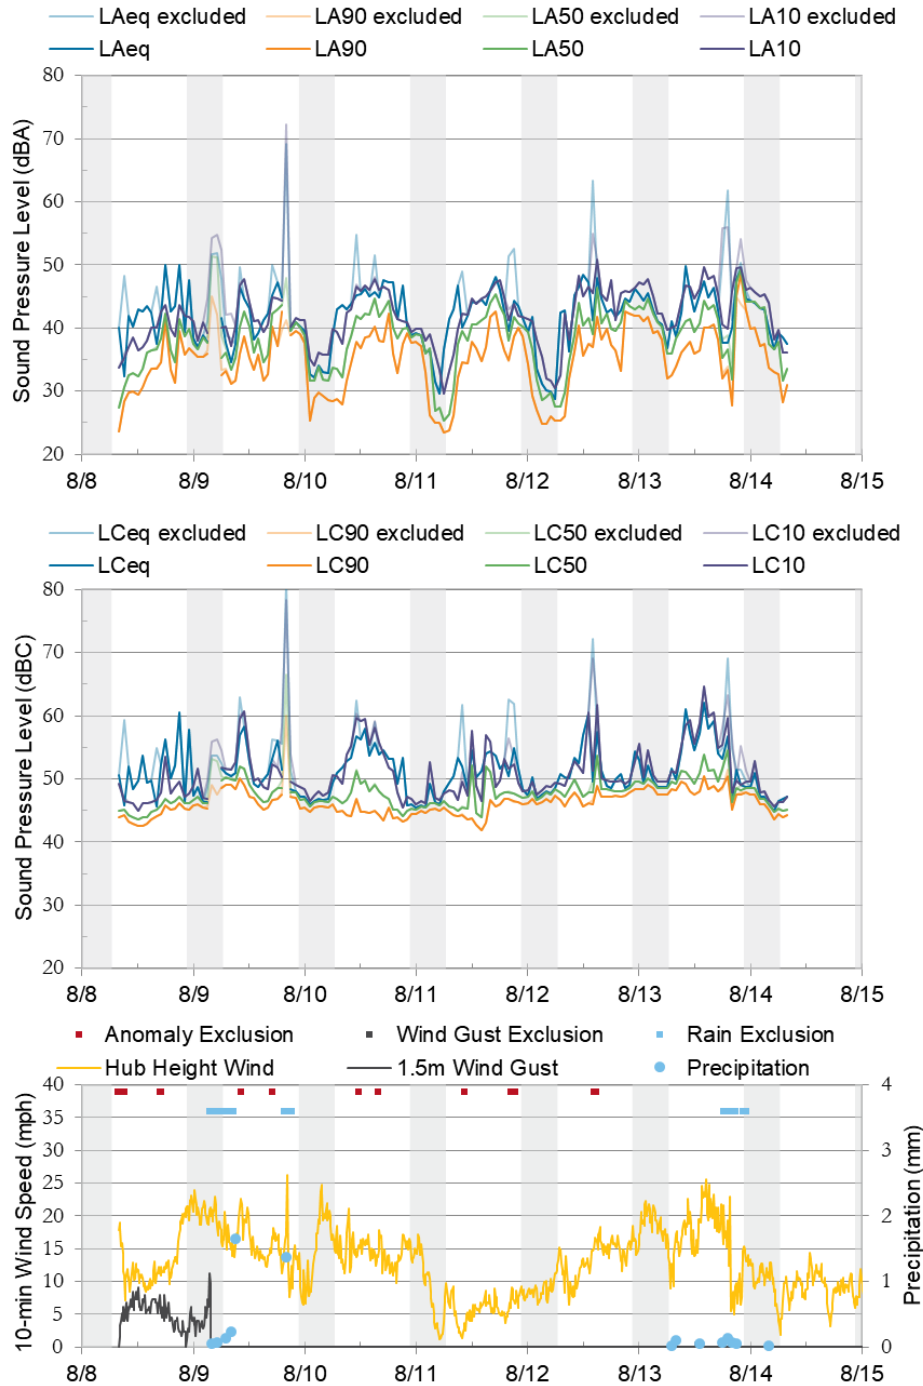 LAeq excluded LA90 excluded LA50 excluded LA10 excluded
LAeq LA90 LA50 LA10
Sound Pressure Level (dBA)
80
70
60
50
40
30
20
8/8 8/9 8/10 8/11 8/12 8/13 8/14 8/15
LCeq excluded LC90 excluded LC50 excluded LC10 excluded
LCeq LC90 LC50 LC10
Sound Pressure Level (dBC)
80
70
60
50
40
30
20
8/8 8/9 8/10 8/11 8/12 8/13 8/14 8/15
Anomaly Exclusion Wind Gust Exclusion Rain Exclusion
Hub Height Wind 1.5m Wind Gust Precipitation
10-min Wind Speed (mph)
40 4
35
30 3
25
20 2
15
10 1
5
0 0
Precipitation (mm)
8/8 8/9 8/10 8/11 8/12 8/13 8/14 8/15